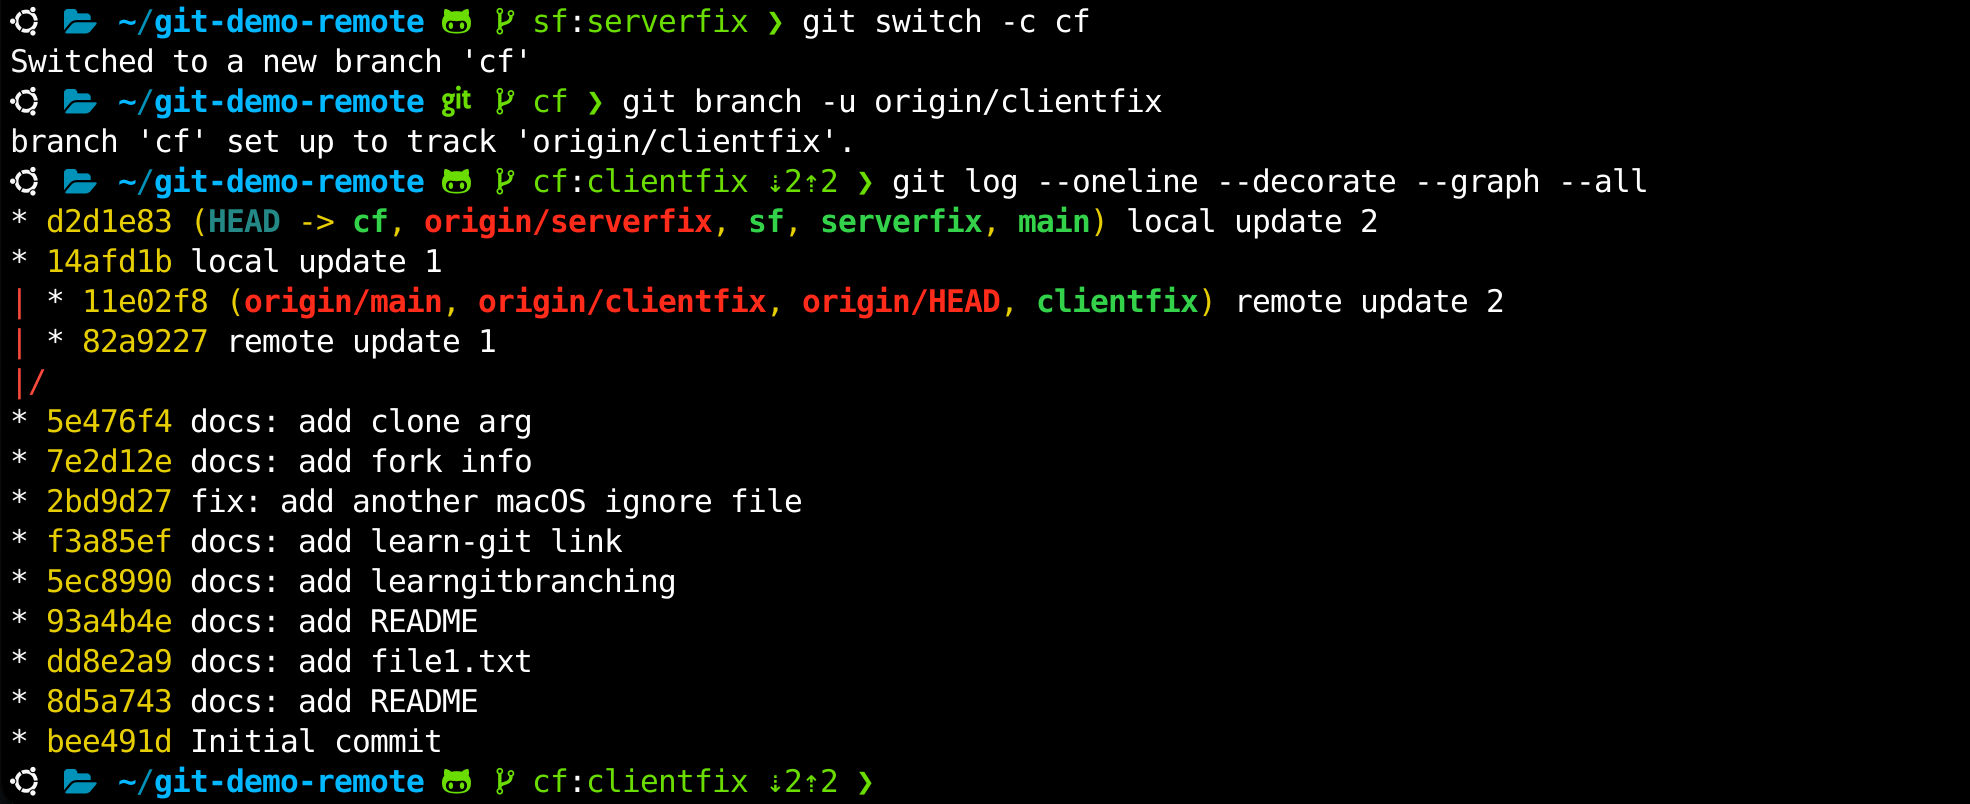 ~/git-demo-remote sf:serverfix ❯ git switch -c cf
Switched to a new branch 'cf'
~/git-demo-remote git cf ❯ git branch -u origin/clientfix
branch 'cf' set up to track 'origin/clientfix'.
~/git-demo-remote cf:clientfix ⇣2⇡2 ❯ git log --oneline --decorate --graph --all
* d2d1e83 (HEAD -> cf, origin/serverfix, sf, serverfix, main) local update 2
* 14afd1b local update 1
| * 11e02f8 (origin/main, origin/clientfix, origin/HEAD, clientfix) remote update 2
| * 82a9227 remote update 1
|/
* 5e476f4 docs: add clone arg
* 7e2d12e docs: add fork info
* 2bd9d27 fix: add another macOS ignore file
* f3a85ef docs: add learn-git link
* 5ec8990 docs: add learngitbranching
* 93a4b4e docs: add README
* dd8e2a9 docs: add file1.txt
* 8d5a743 docs: add README
* bee491d Initial commit
~/git-demo-remote cf:clientfix ⇣2⇡2 ❯